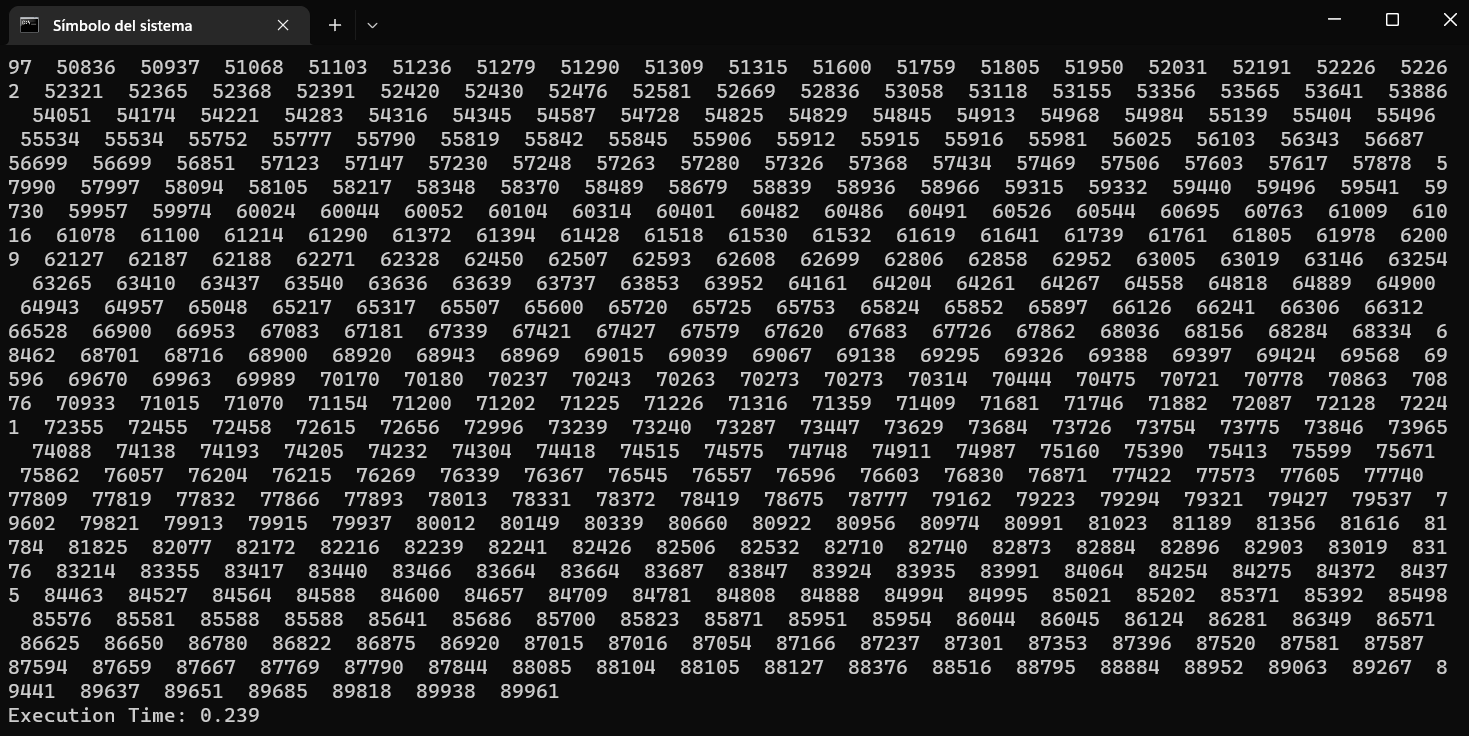 Símbolo del sistema
97  50836  50937  51068  51103  51236  51279  51290  51309  51315  51600  51759  51805  51950  52031  52191  52226  5226
2  52321  52365  52368  52391  52420  52430  52476  52581  52669  52836  53058  53118  53155  53356  53565  53641  53886
  54051  54174  54221  54283  54316  54345  54587  54728  54825  54829  54845  54913  54968  54984  55139  55404  55496
 55534  55534  55752  55777  55790  55819  55842  55845  55906  55912  55915  55916  55981  56025  56103  56343  56687
56699  56699  56851  57123  57147  57230  57248  57263  57280  57326  57368  57434  57469  57506  57603  57617  57878  5
7990  57997  58094  58105  58217  58348  58370  58489  58679  58839  58936  58966  59315  59332  59440  59496  59541  59
730  59957  59974  60024  60044  60052  60104  60314  60401  60482  60486  60491  60526  60544  60695  60763  61009  610
16  61078  61100  61214  61290  61372  61394  61428  61518  61530  61532  61619  61641  61739  61761  61805  61978  6200
9  62127  62187  62188  62271  62328  62450  62507  62593  62608  62699  62806  62858  62952  63005  63019  63146  63254
  63265  63410  63437  63540  63636  63639  63737  63853  63952  64161  64204  64261  64267  64558  64818  64889  64900
 64943  64957  65048  65217  65317  65507  65600  65720  65725  65753  65824  65852  65897  66126  66241  66306  66312
66528  66900  66953  67083  67181  67339  67421  67427  67579  67620  67683  67726  67862  68036  68156  68284  68334  6
8462  68701  68716  68900  68920  68943  68969  69015  69039  69067  69138  69295  69326  69388  69397  69424  69568  69
596  69670  69963  69989  70170  70180  70237  70243  70263  70273  70273  70314  70444  70475  70721  70778  70863  708
76  70933  71015  71070  71154  71200  71202  71225  71226  71316  71359  71409  71681  71746  71882  72087  72128  7224
1  72355  72455  72458  72615  72656  72996  73239  73240  73287  73447  73629  73684  73726  73754  73775  73846  73965
  74088  74138  74193  74205  74232  74304  74418  74515  74575  74748  74911  74987  75160  75390  75413  75599  75671
 75862  76057  76204  76215  76269  76339  76367  76545  76557  76596  76603  76830  76871  77422  77573  77605  77740
77809  77819  77832  77866  77893  78013  78331  78372  78419  78675  78777  79162  79223  79294  79321  79427  79537  7
9602  79821  79913  79915  79937  80012  80149  80339  80660  80922  80956  80974  80991  81023  81189  81356  81616  81
784  81825  82077  82172  82216  82239  82241  82426  82506  82532  82710  82740  82873  82884  82896  82903  83019  831
76  83214  83355  83417  83440  83466  83664  83664  83687  83847  83924  83935  83991  84064  84254  84275  84372  8437
5  84463  84527  84564  84588  84600  84657  84709  84781  84808  84888  84994  84995  85021  85202  85371  85392  85498
  85576  85581  85588  85588  85641  85686  85700  85823  85871  85951  85954  86044  86045  86124  86281  86349  86571
 86625  86650  86780  86822  86875  86920  87015  87016  87054  87166  87237  87301  87353  87396  87520  87581  87587
87594  87659  87667  87769  87790  87844  88085  88104  88105  88127  88376  88516  88795  88884  88952  89063  89267  8
9441  89637  89651  89685  89818  89938  89961
Execution Time: 0.239